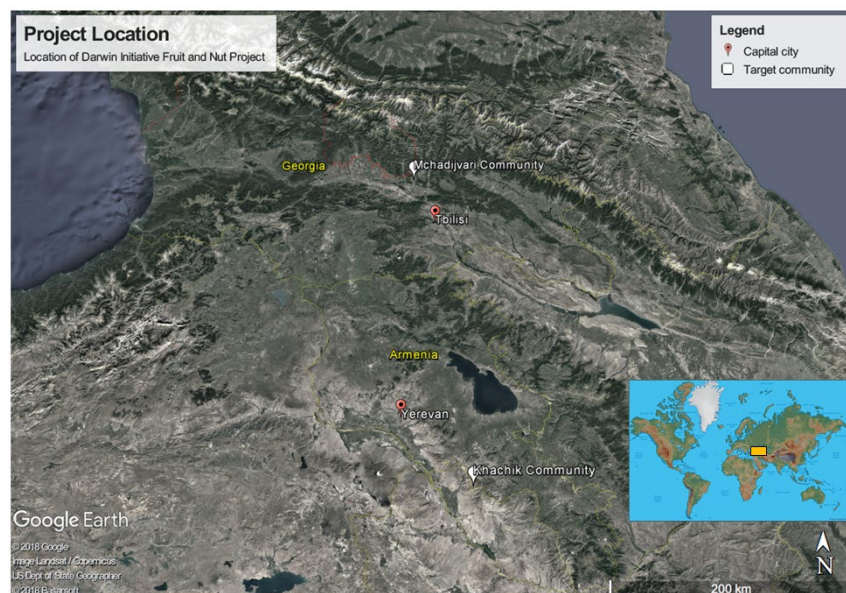 Project Location
Location of Darwin Initiative Fruit and Nut Project
Legend
Capital city
Target community
Georgia
Mchadijvari Community
Tbilisi
Armenia
Yerevan
Khachik Community
Google Earth
© 2018 Google
Image Landsat / Copernicus
US Dept of State Geographer
© 2018 Basarsoft
N
200 km